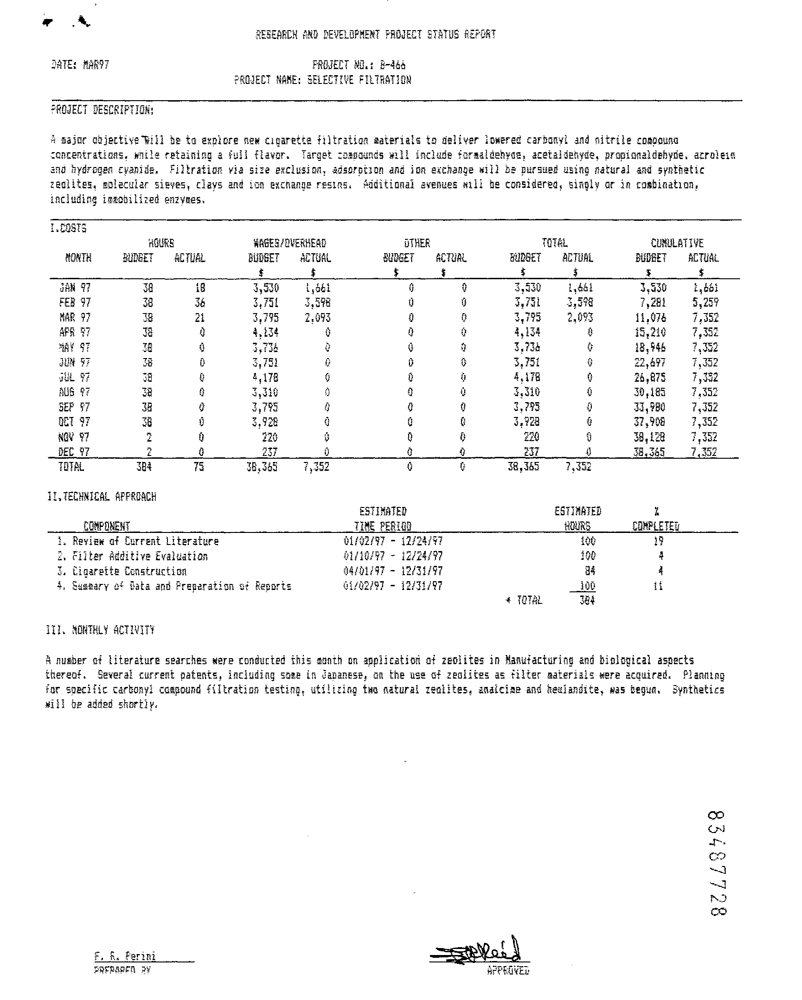 RESEARCH AND DEVELOPMENT PROJECT STATUS REPORT
DATE: MAR97 PROJECT NO.: B-466
PROJECT NAME: SELECTIVE FILTRATION
PROJECT DESCRIPTION:
A major objective will be to explore new cigarette filtration materials to deliver lowered carbonyl and nitrile compound
concentrations, while retaining a full flavor. Target compounds will include formaldehyde, acetaldehyde, propionaldehyde, acrolein
and hydrogen cyanide. Filtration via size exclusion, adsorption and ion exchange will be pursued using natural and synthetic
zeolites, molecular sieves, clays and ion exchange resins. Additional avenues will be considered, singly or in combination,
including immobilized enzymes.
I.COSTS
HOURS WAGES/OVERHEAD OTHER TOTAL CUMULATIVE
MONTH BUDGET ACTUAL BUDGET ACTUAL BUDGET ACTUAL BUDGET ACTUAL BUDGET ACTUAL
$ $ $ $ $ $ $ $
JAN 97 38 18 3,530 1,661 0 0 3,530 1,661 3,530 1,661
FEB 97 38 36 3,751 3,598 0 0 3,751 3,598 7,281 5,259
MAR 97 38 21 3,795 2,093 0 0 3,795 2,093 11,076 7,352
APR 97 38 0 4,134 0 0 0 4,134 0 15,210 7,352
MAY 97 38 0 3,736 0 0 0 3,736 0 18,946 7,352
JUN 97 38 0 3,751 0 0 0 3,751 0 22,697 7,352
JUL 97 38 0 4,178 0 0 0 4,178 0 26,875 7,352
AUG 97 38 0 3,310 0 0 0 3,310 0 30,185 7,352
SEP 97 38 0 3,795 0 0 0 3,795 0 33,980 7,352
OCT 97 38 0 3,928 0 0 0 3,928 0 37,908 7,352
NOV 97 2 0 220 0 0 0 220 0 38,128 7,352
DEC 97 2 0 237 0 0 0 237 0 38,365 7,352
TOTAL 384 75 38,365 7,352 0 0 38,365 7,352
II.TECHNICAL APPROACH
ESTIMATED ESTIMATED %
COMPONENT TIME PERIOD HOURS COMPLETED
1. Review of Current Literature 01/02/97 - 12/24/97 100 19
2. Filter Additive Evaluation 01/10/97 - 12/24/97 100 4
3. Cigarette Construction 04/01/97 - 12/31/97 84 4
4. Summary of Data and Preparation of Reports 01/02/97 - 12/31/97 100 11
* TOTAL 384
III. MONTHLY ACTIVITY
A number of literature searches were conducted this month on application of zeolites in Manufacturing and biological aspects
thereof. Several current patents, including some in Japanese, on the use of zeolites as filter materials were acquired. Planning
for specific carbonyl compound filtration testing, utilizing two natural zeolites, analcime and heulandite, was begun. Synthetics
will be added shortly.
83487728
F. R. Perini
PREPARED BY APPROVED